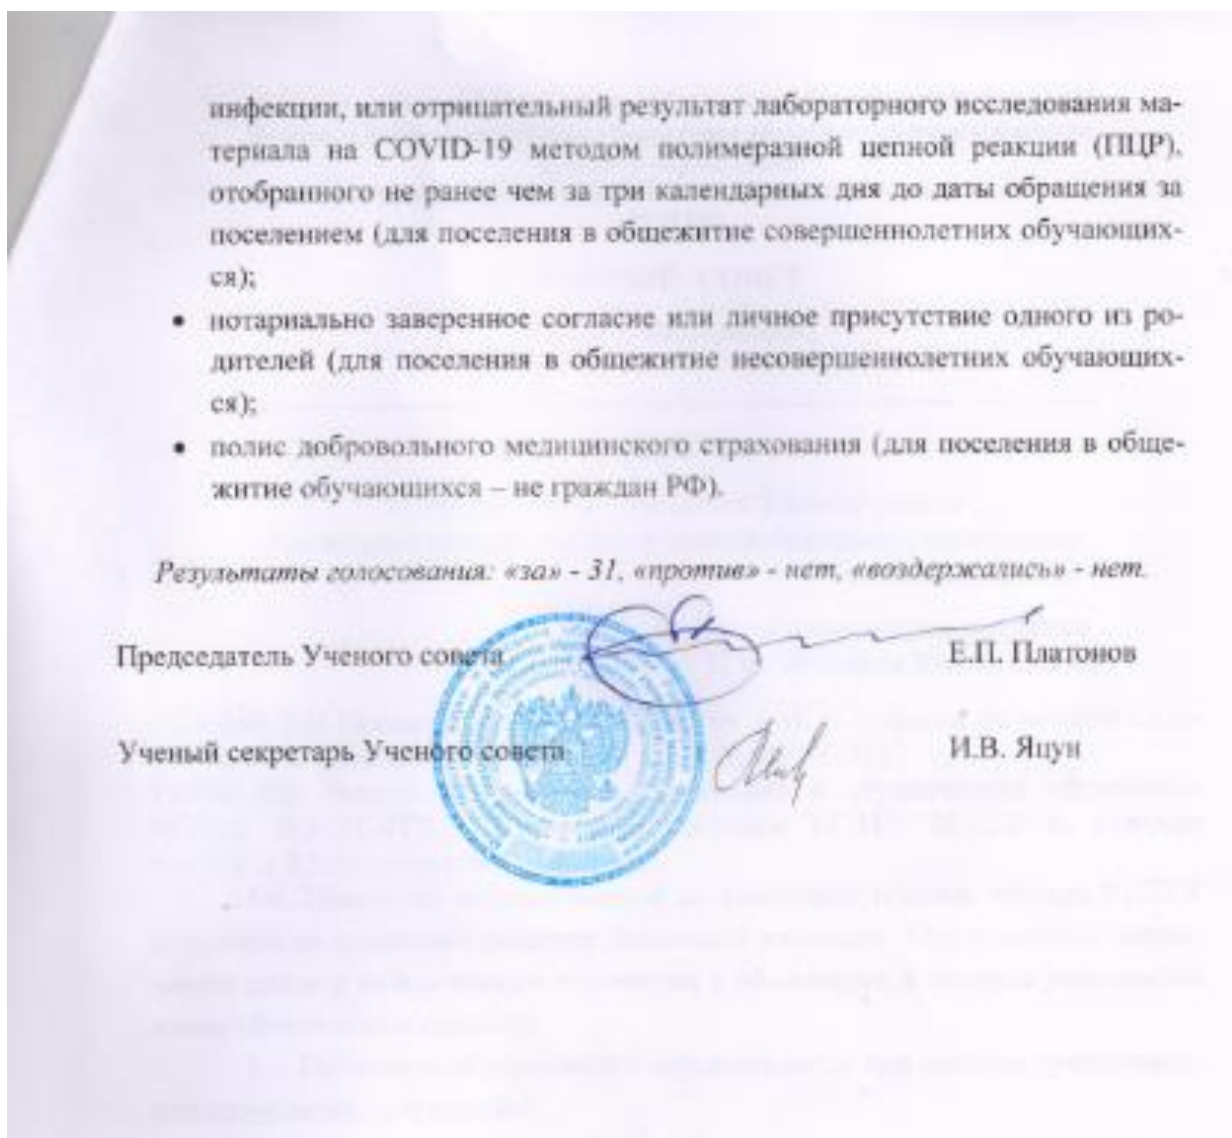 инфекции, или отрицательный результат лабораторного исследования ма-
териала на COVID-19 методом полимеразной цепной реакции (ПЦР),
отобранного не ранее чем за три календарных дня до даты обращения за
поселением (для поселения в общежитие совершеннолетних обучающих-
ся);
• нотариально заверенное согласие или личное присутствие одного из ро-
дителей (для поселения в общежитие несовершеннолетних обучающих-
ся);
• полис добровольного медицинского страхования (для поселения в обще-
житие обучающихся – не граждан РФ).
Результаты голосования: «за» - 31, «против» - нет, «воздержались» - нет.
Председатель Ученого совета Е.П. Платонов
Ученый секретарь Ученого совета И.В. Яцун